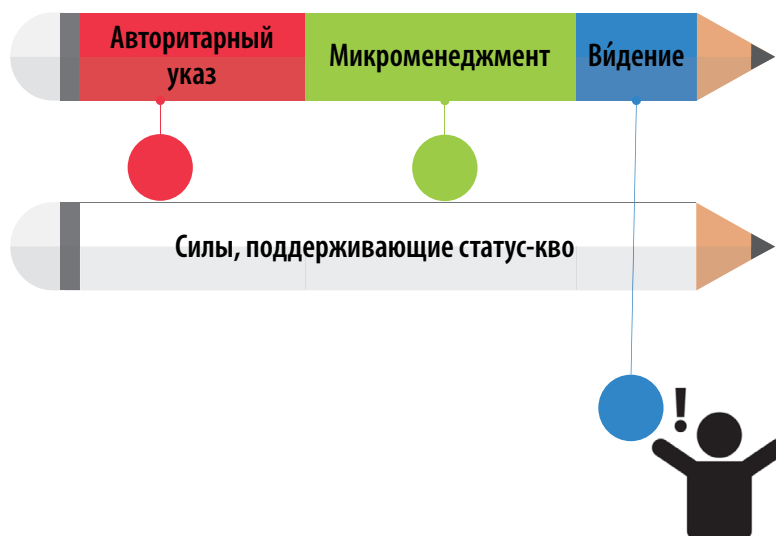 Авторитарный
указ
Микроменеджмент
Ви́дение
Силы, поддерживающие статус-кво
!